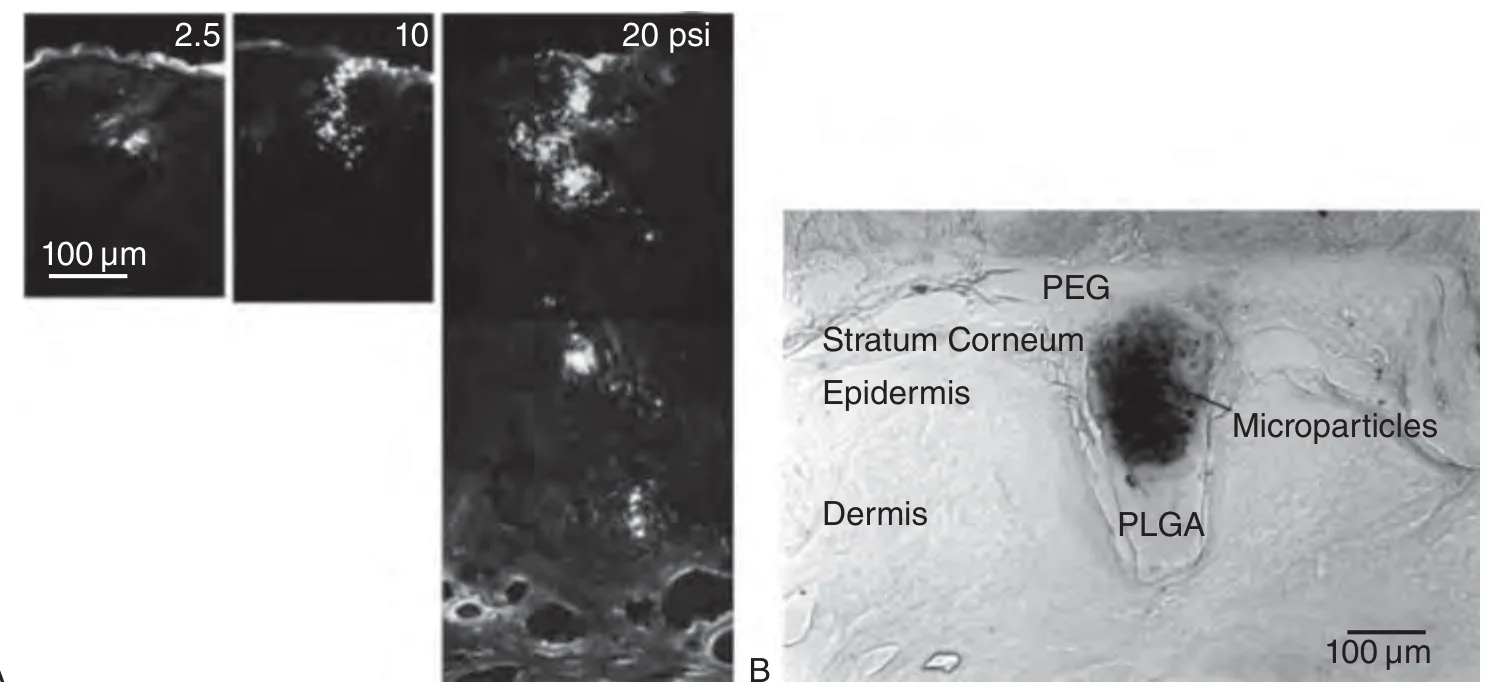 2.5
10
20 psi
100 µm
PEG
Stratum Corneum
Epidermis
Microparticles
Dermis
PLGA
100 µm
B